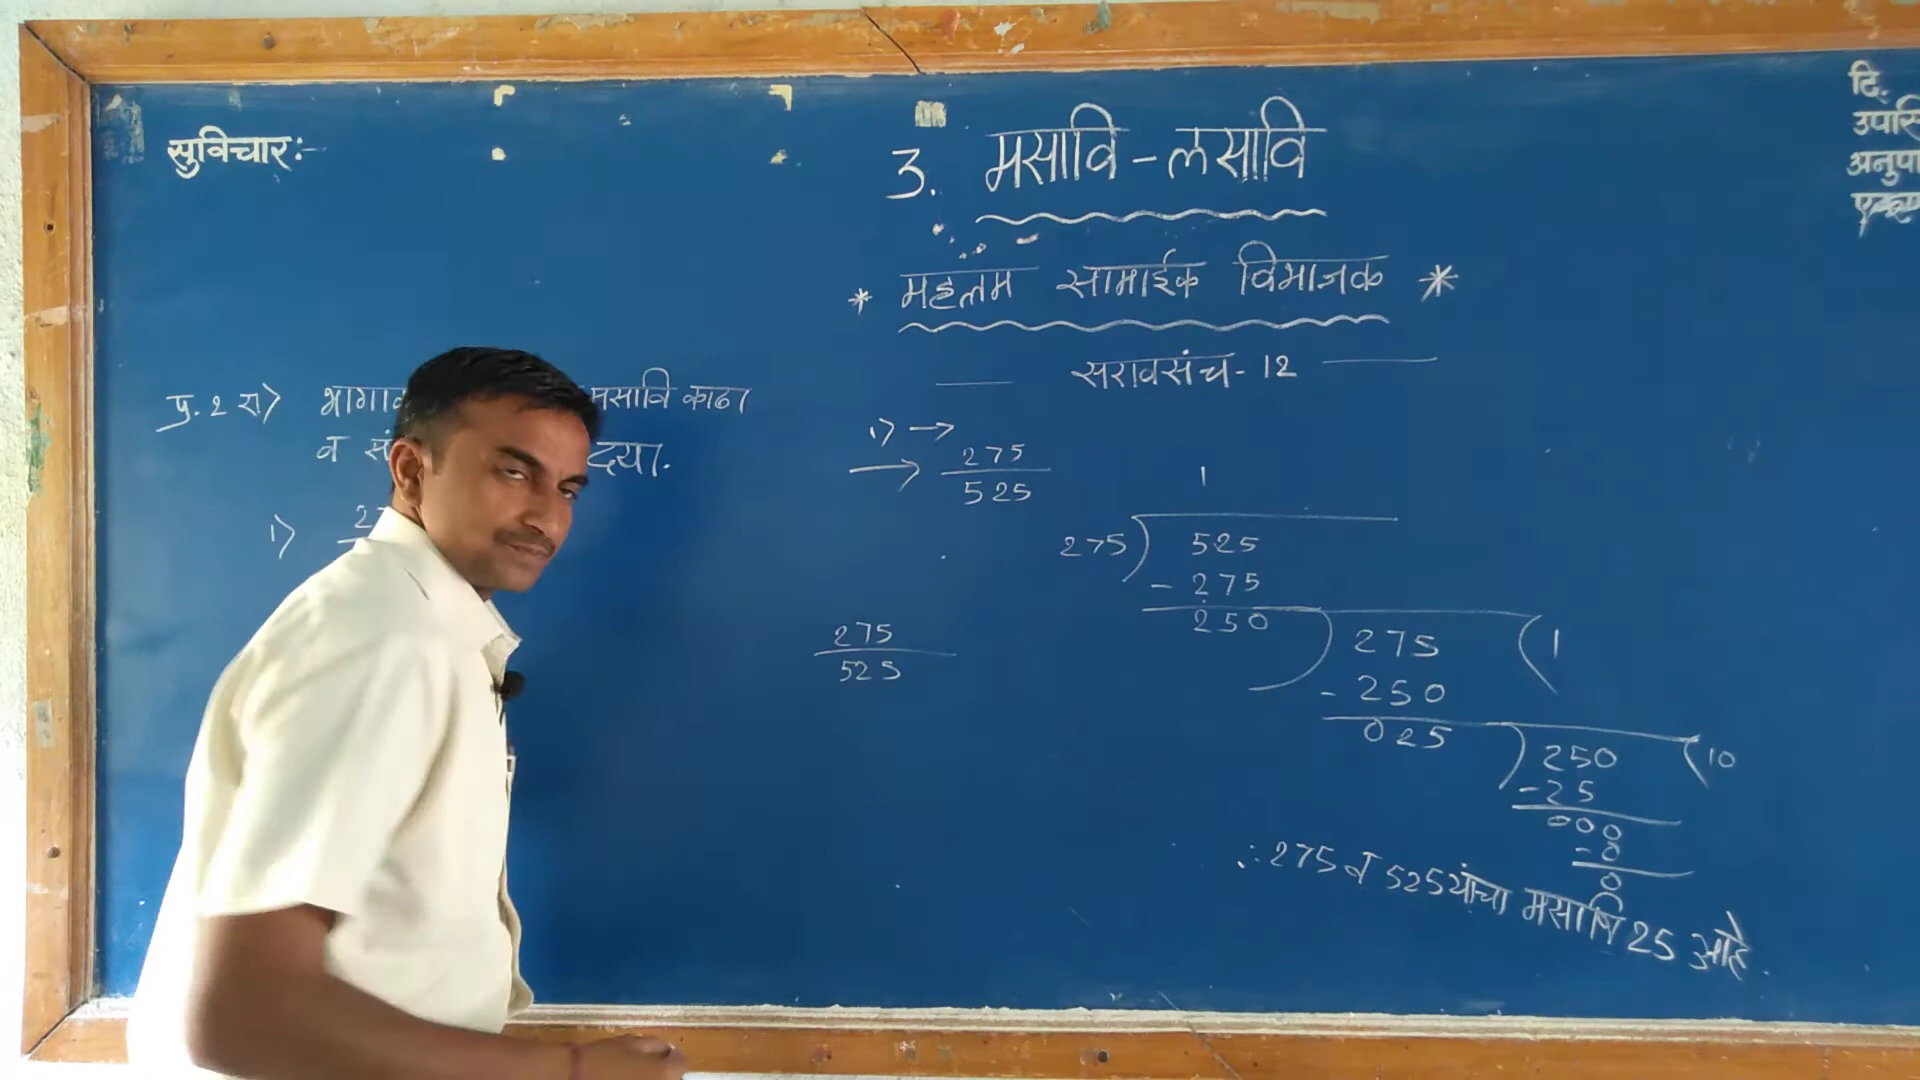 सुविचार:-
दि.
3. मसावि - लसावि
* महत्तम सामाईक विभाजक *
सरावसंच - 12
प्र. 2 रा) मसावि काढा
व द्या.
1)
1) →
→ 275
525
1
275) 525
- 275
250) 275 (1
- 250
025) 250 (10
- 25
000
- 0
0
∴ 275 व 525 यांचा मसावि 25 आहे.
275
525